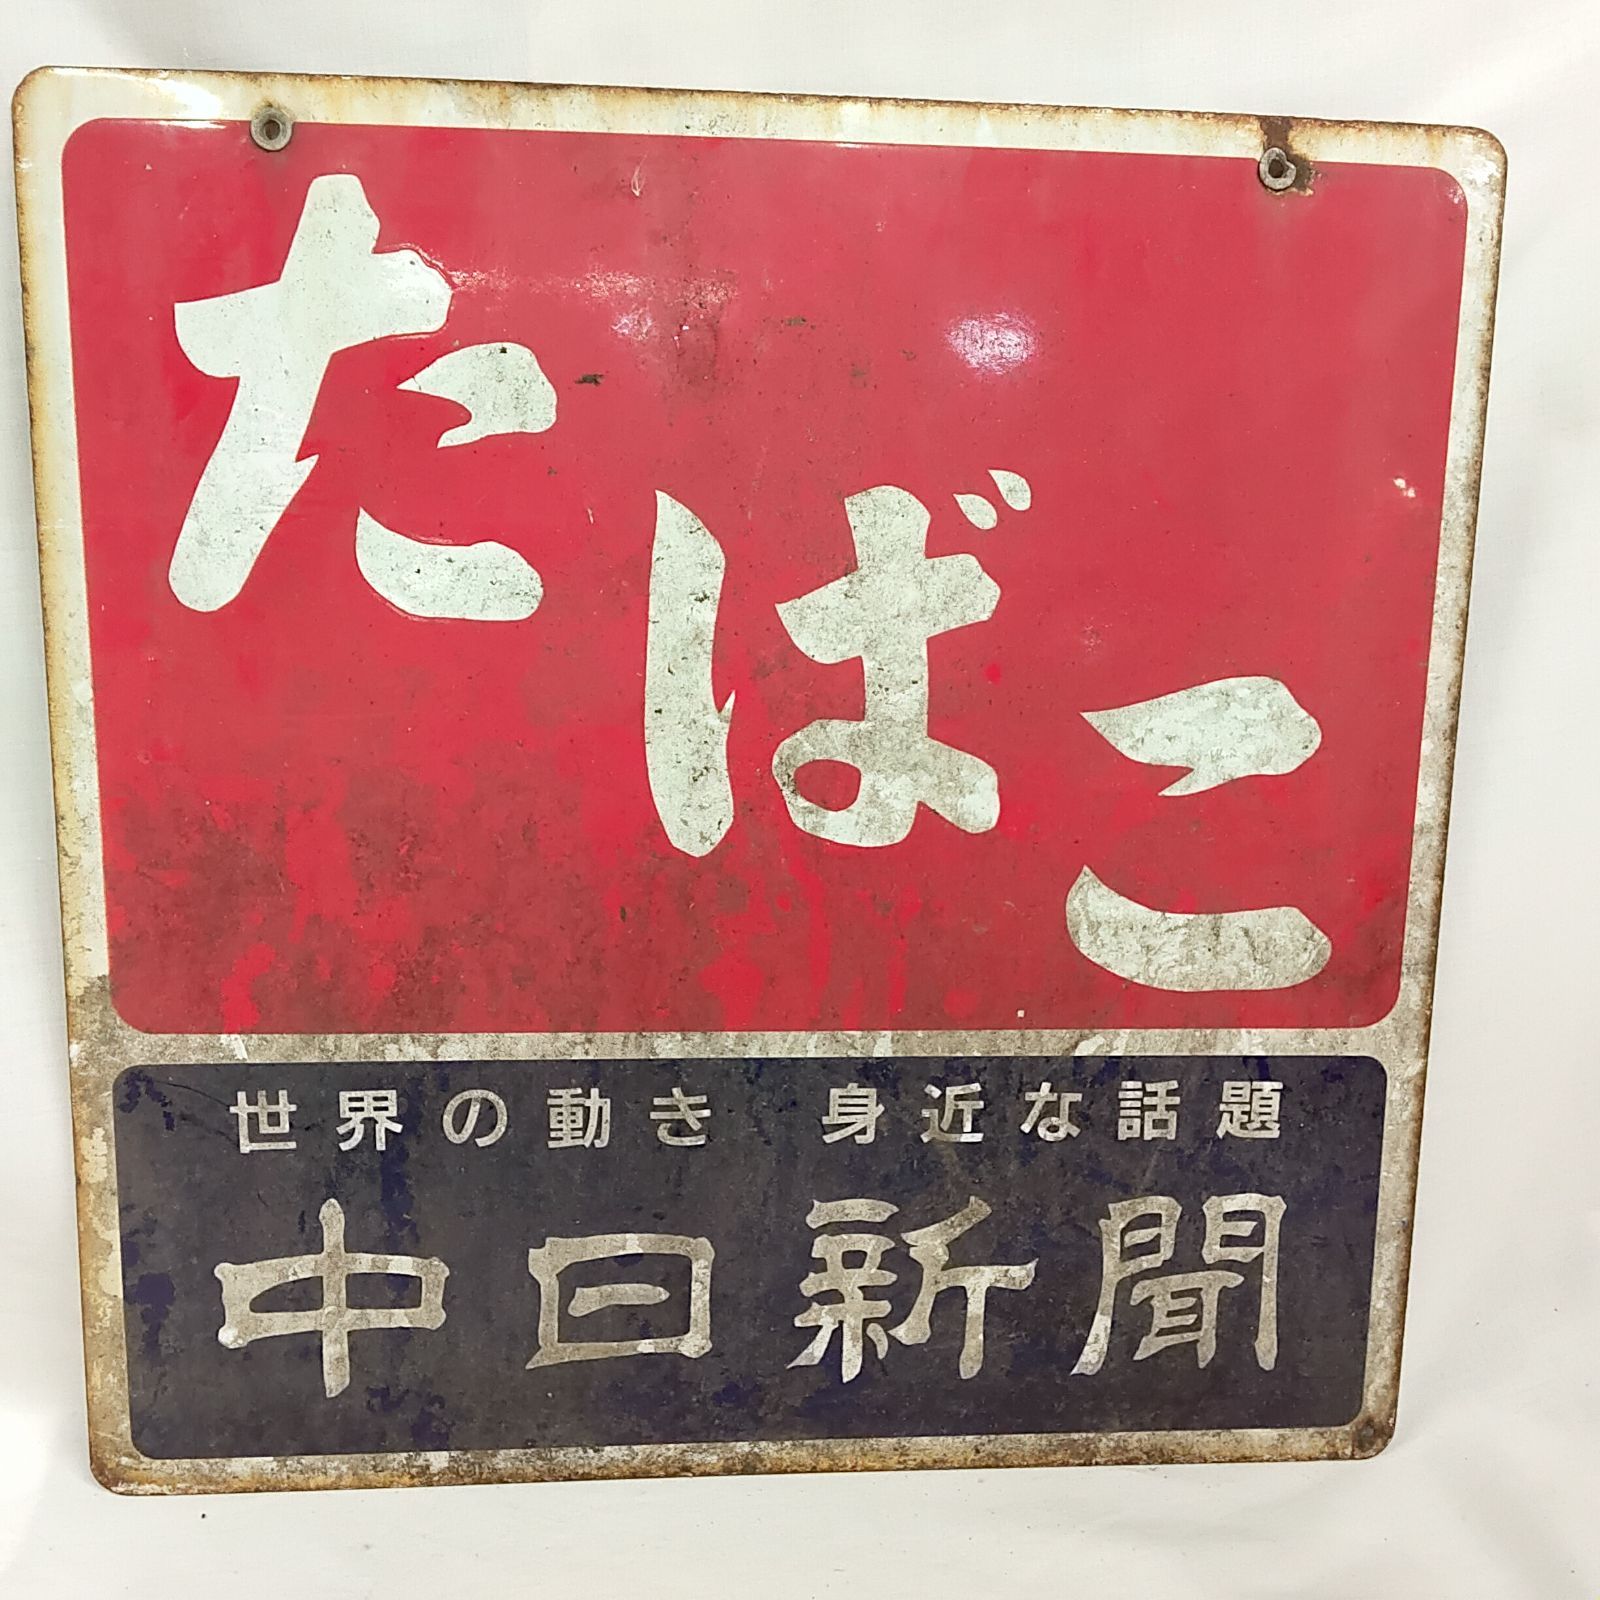 たばこ
世界の動き 身近な話題
中日新聞